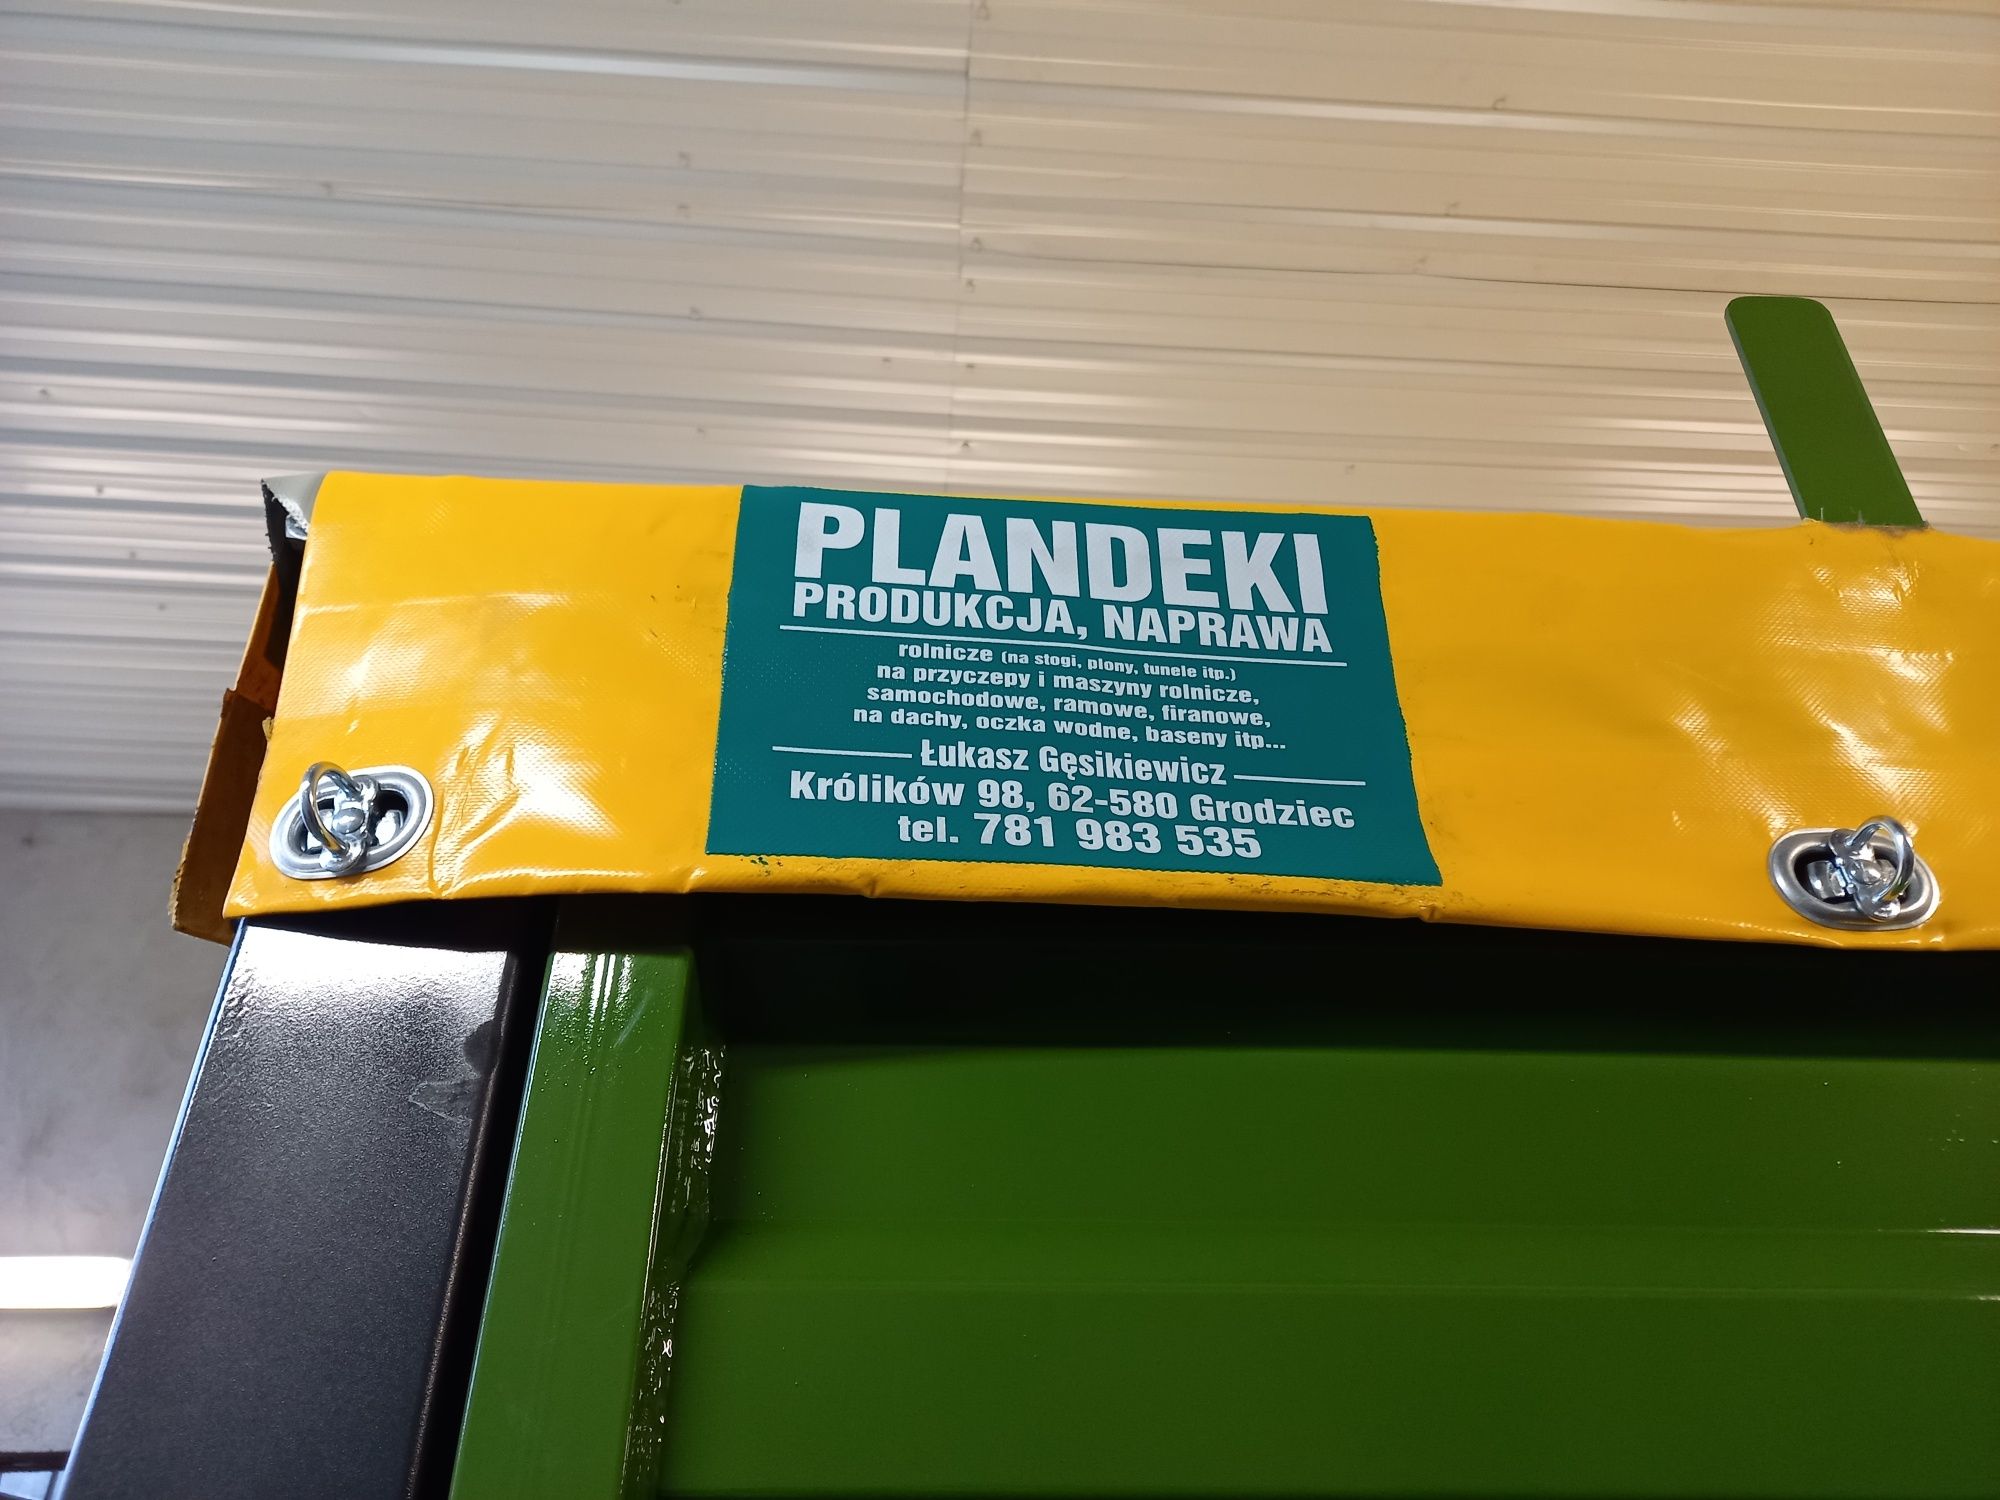 PLANDEKI
PRODUKCJA, NAPRAWA
rolnicze (na stogi, plony, tunele itp.)
na przyczepy i maszyny rolnicze,
samochodowe, ramowe, firanowe,
na dachy, oczka wodne, baseny itp...
Łukasz Gęsikiewicz
Królików 98, 62-580 Grodziec
tel. 781 983 535